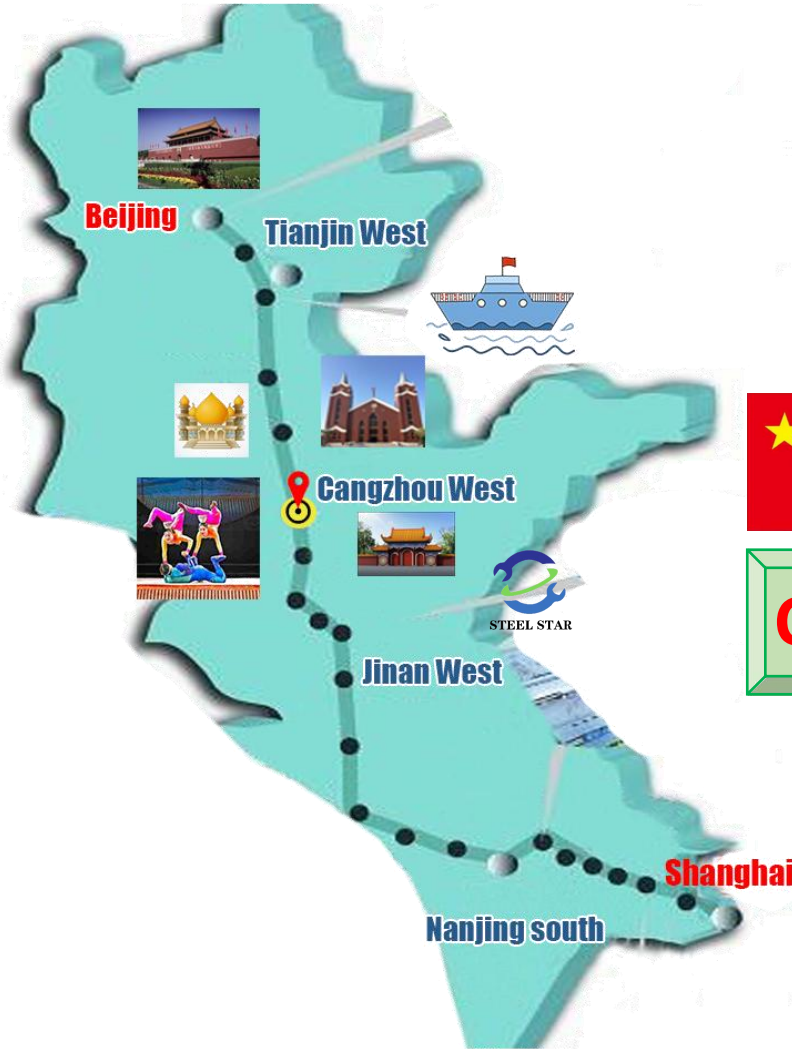 Beijing
Tianjin West
Cangzhou West
STEEL STAR
Jinan West
Shanghai
Nanjing south